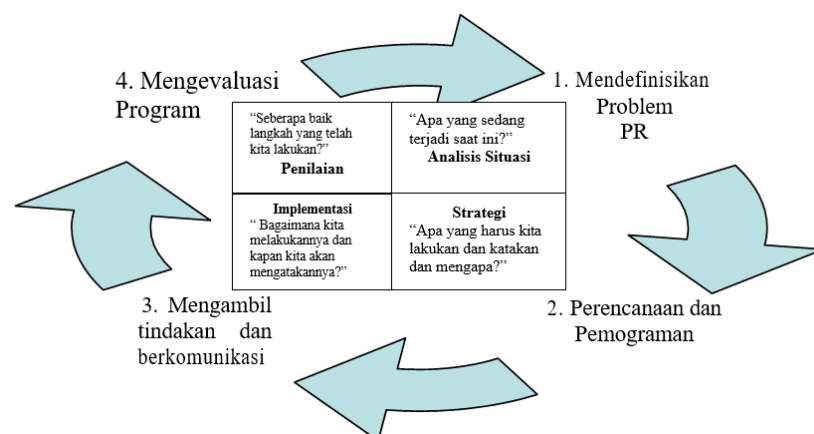 4. Mengevaluasi
Program
1. Mendefinisikan
Problem
PR
“Seberapa baik
langkah yang telah
kita lakukan?”
Penilaian
“Apa yang sedang
terjadi saat ini?”
Analisis Situasi
Implementasi
“ Bagaimana kita
melakukannya dan
kapan kita akan
mengatakannya?”
Strategi
“Apa yang harus kita
lakukan dan katakan
dan mengapa?”
3. Mengambil
tindakan dan
berkomunikasi
2. Perencanaan dan
Pemograman